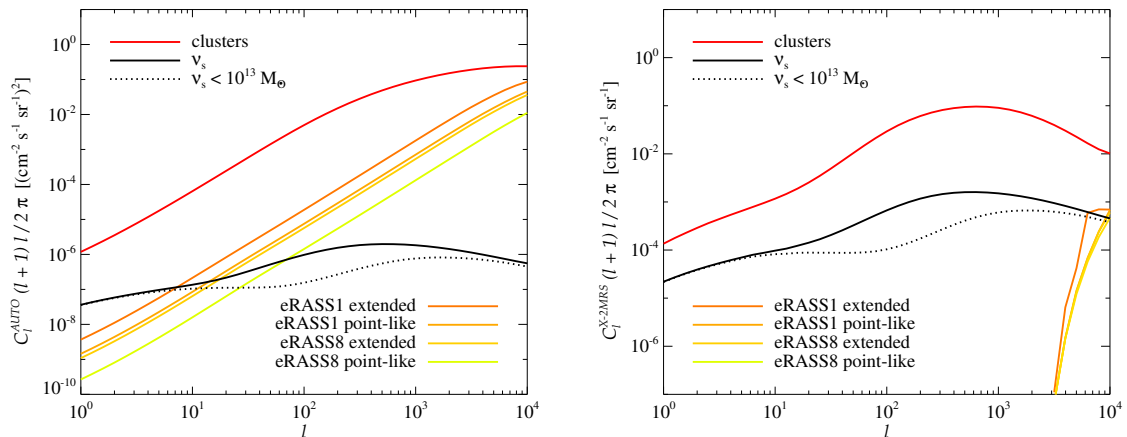 clusters
ν_s
ν_s < 10^13 M_⊙
10^0
10^-2
10^-4
10^-6
10^-8
10^-10
C_l^AUTO (l + 1) l / 2 π [(cm^-2 s^-1 sr^-1)^2]
eRASS1 extended
eRASS1 point-like
eRASS8 extended
eRASS8 point-like
10^0 10^1 10^2 10^3 10^4
l
clusters
ν_s
ν_s < 10^13 M_⊙
10^0
10^-2
10^-4
10^-6
C_l^X-2MRS (l + 1) l / 2 π [cm^-2 s^-1 sr^-1]
eRASS1 extended
eRASS1 point-like
eRASS8 extended
eRASS8 point-like
10^0 10^1 10^2 10^3 10^4
l